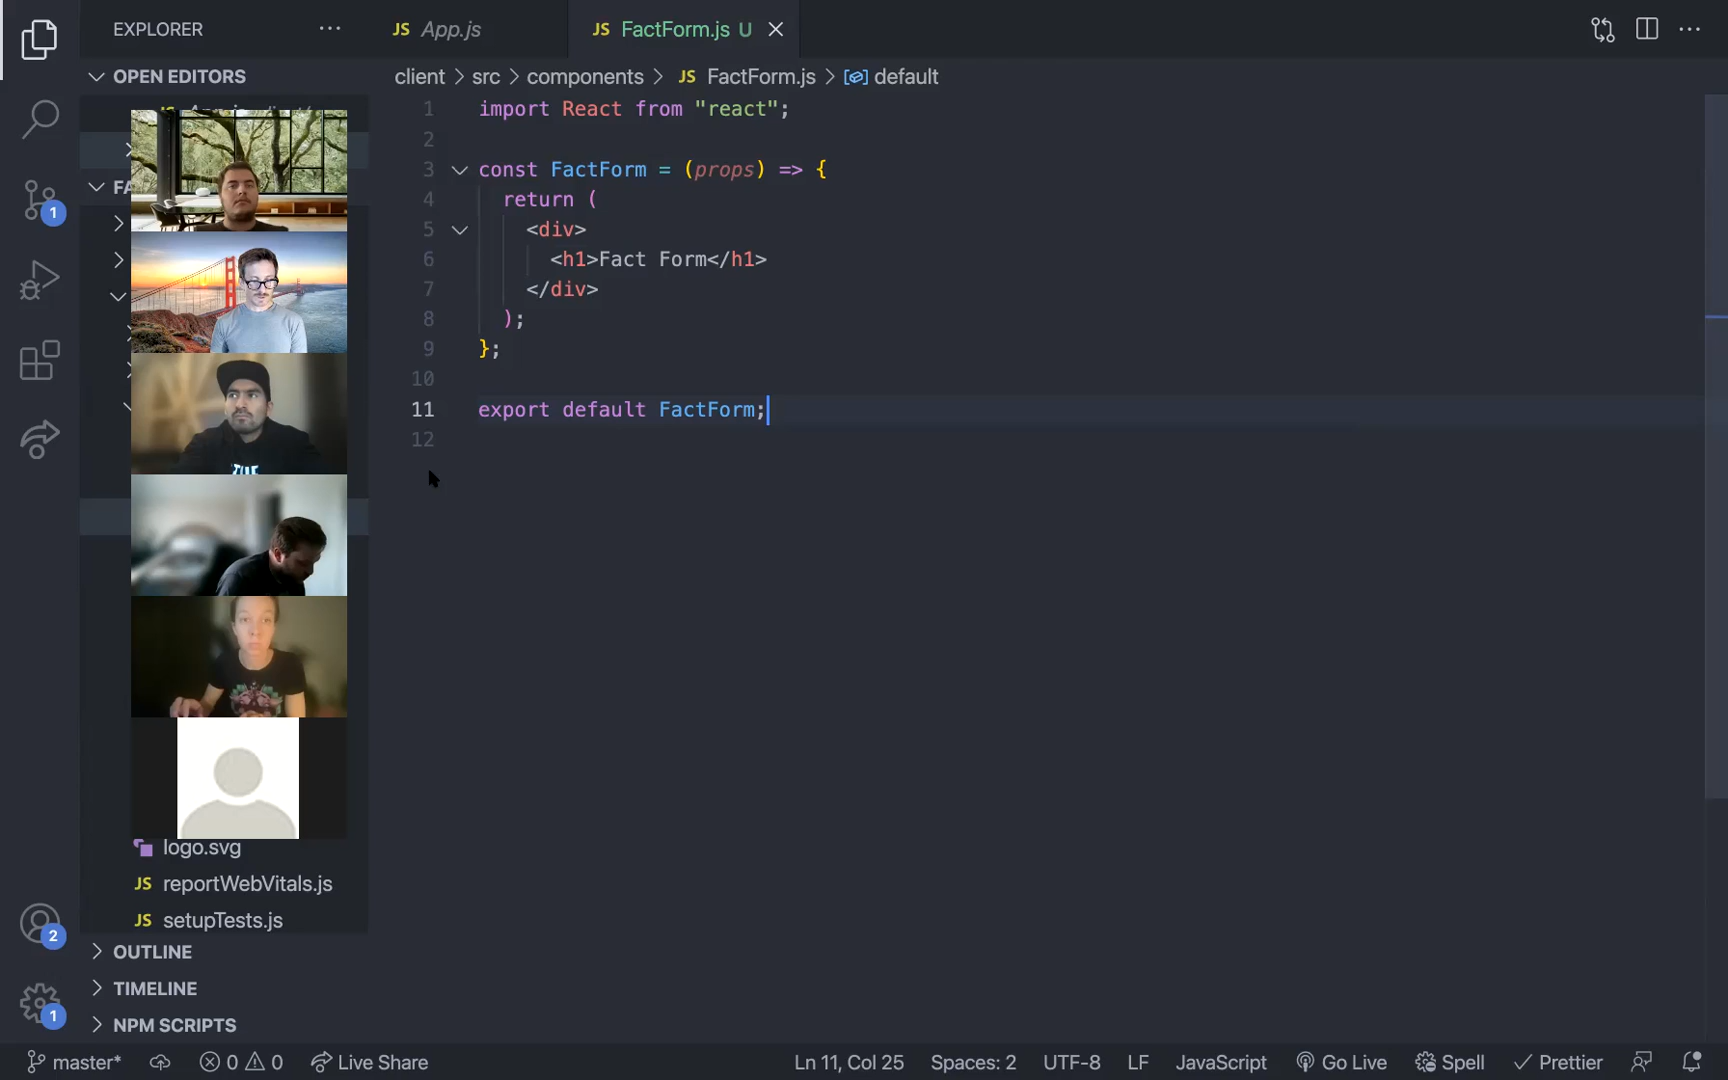 EXPLORER
···
JS App.js
JS FactForm.js U
OPEN EDITORS
client > src > components > JS FactForm.js > default
1 import React from "react";
2
3 const FactForm = (props) => {
4 return (
5 <div>
6 <h1>Fact Form</h1>
7 </div>
8 );
9 };
10
11 export default FactForm;
12
FA
1
logo.svg
JS reportWebVitals.js
JS setupTests.js
2
OUTLINE
TIMELINE
1
NPM SCRIPTS
master* 0 0 Live Share Ln 11, Col 25 Spaces: 2 UTF-8 LF JavaScript Go Live Spell Prettier